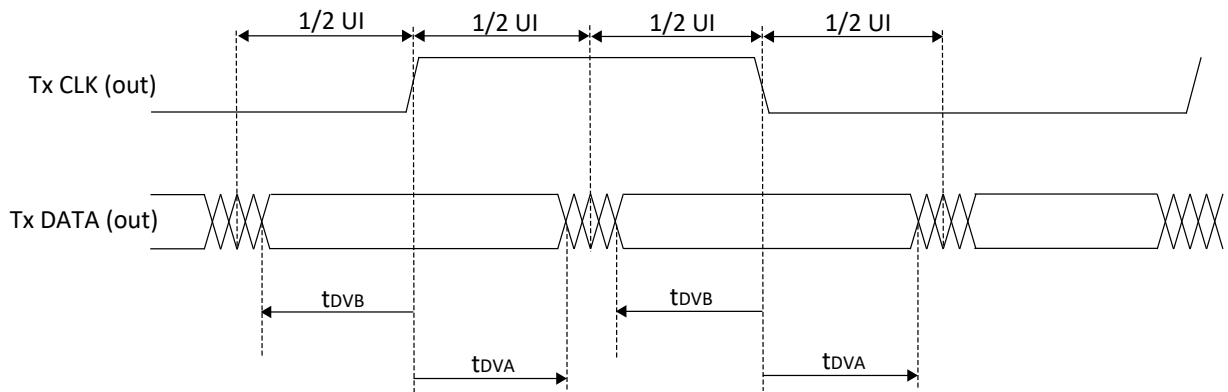 1/2 UI 1/2 UI 1/2 UI 1/2 UI
Tx CLK (out)
Tx DATA (out)
tDVB tDVB
tDVA tDVA